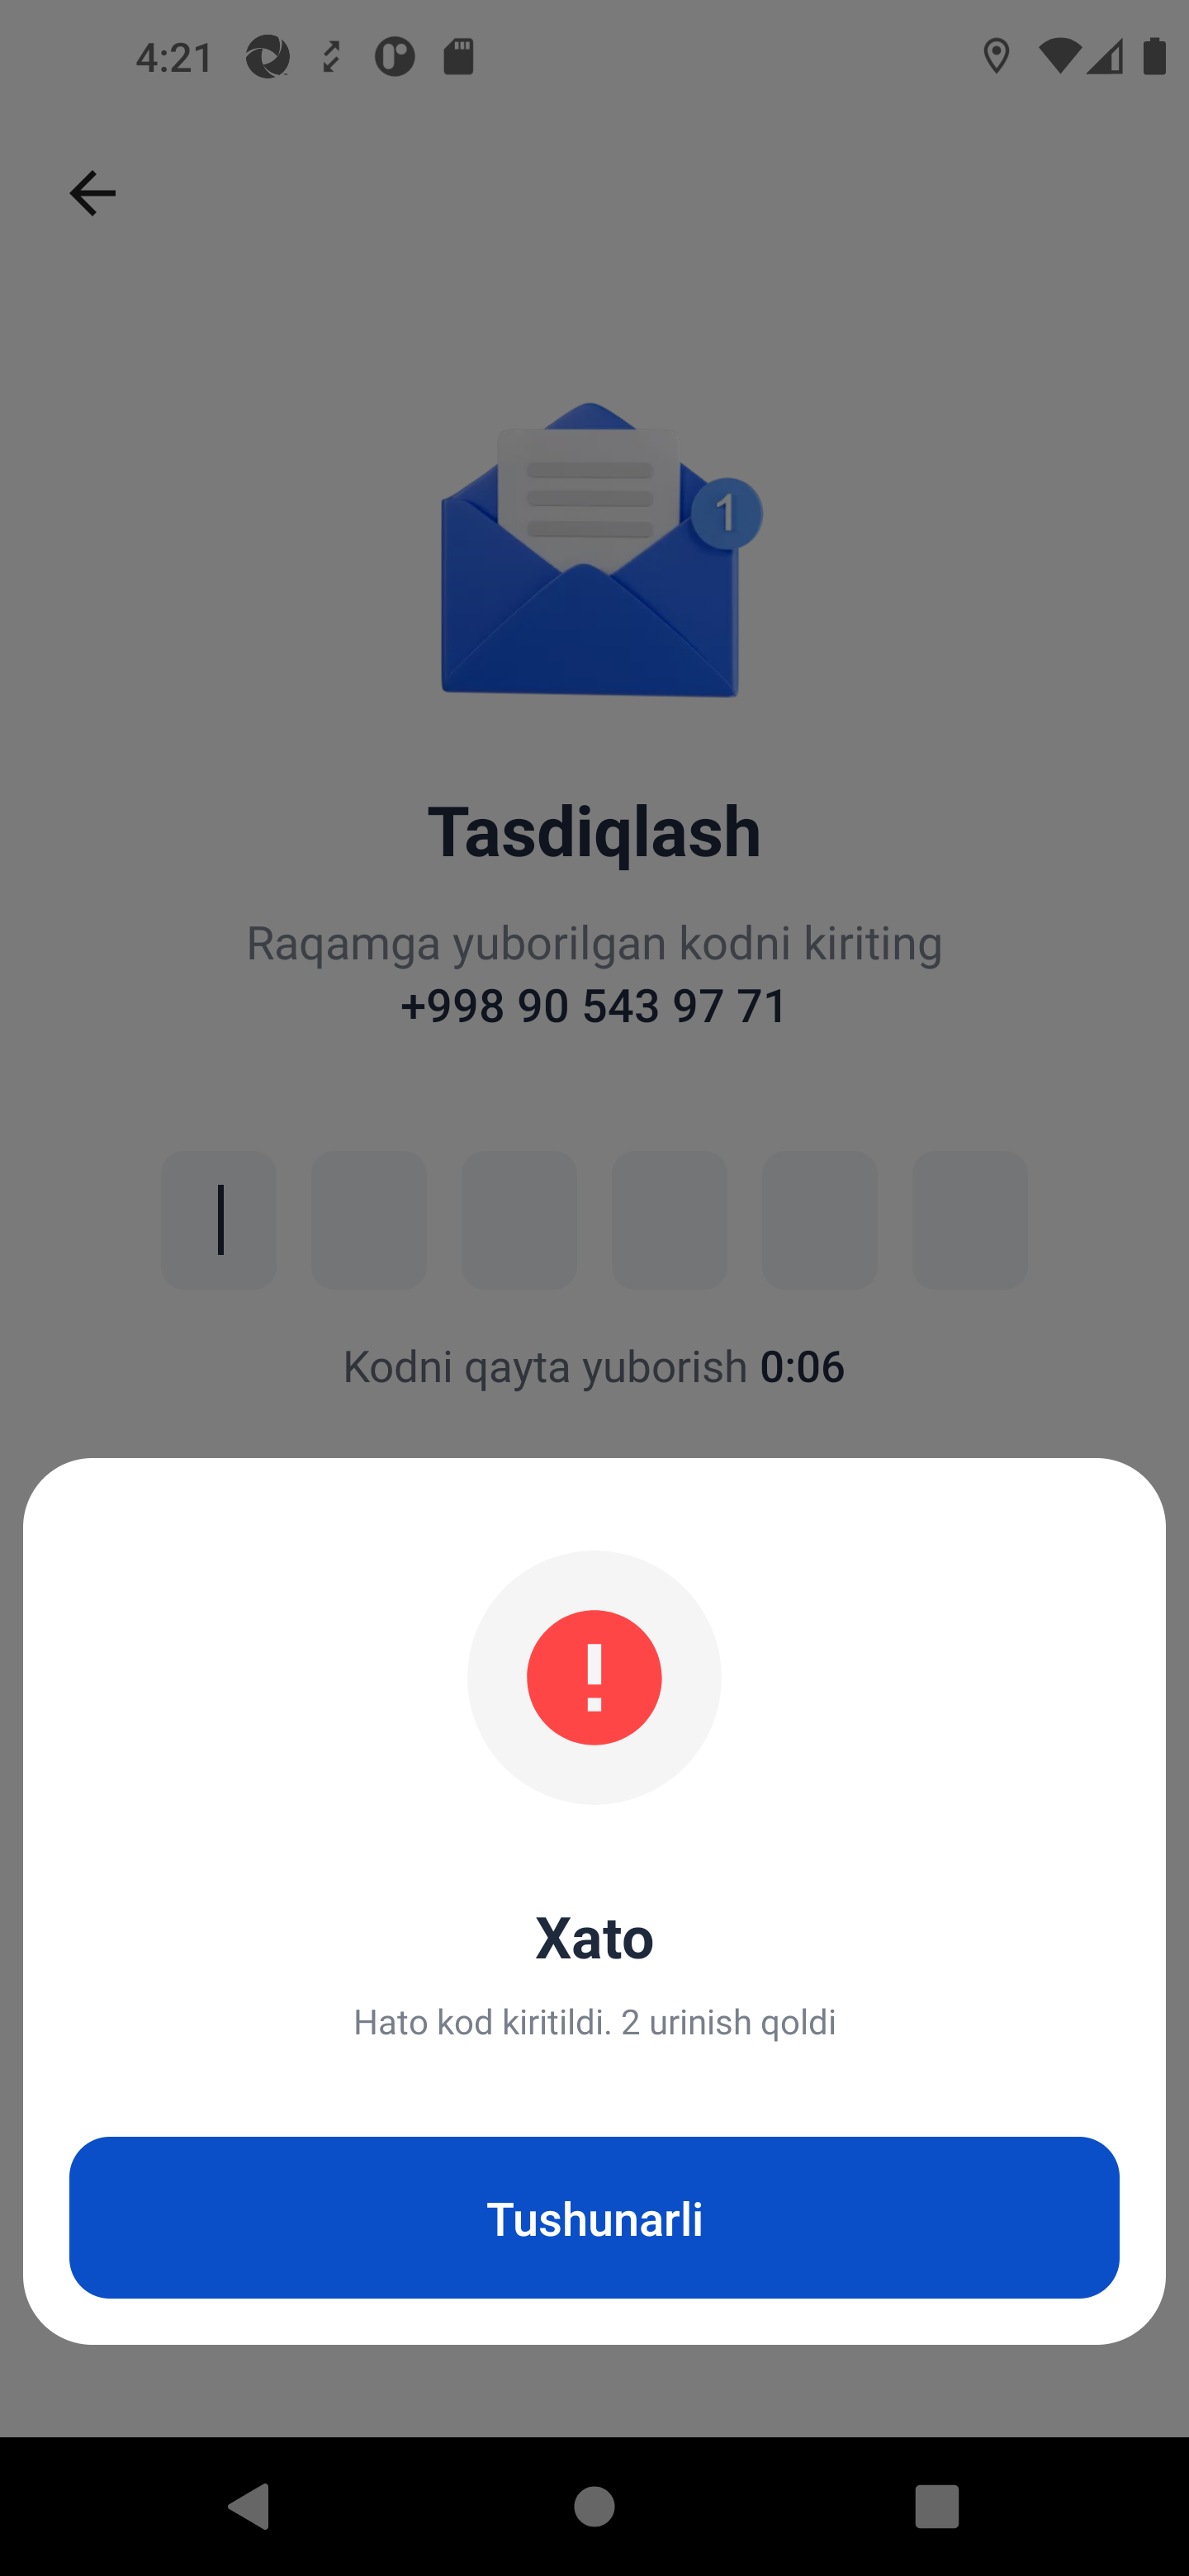 4:21
1
Tasdiqlash
Raqamga yuborilgan kodni kiriting
+998 90 543 97 71
Kodni qayta yuborish 0:06
Xato
Hato kod kiritildi. 2 urinish qoldi
Tushunarli